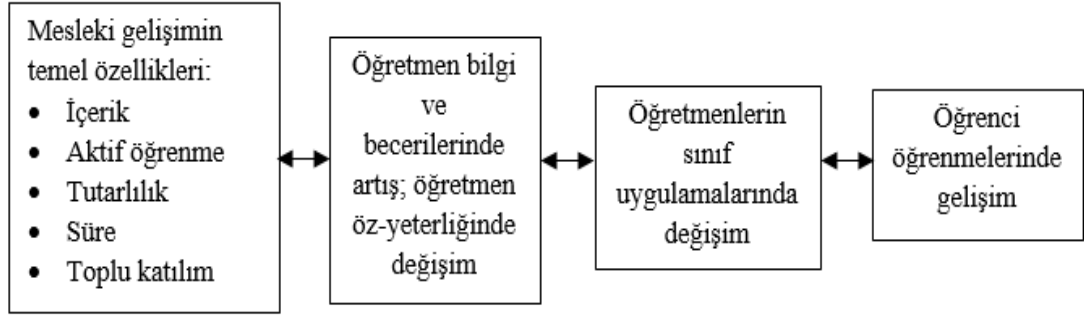 Mesleki gelişimin
temel özellikleri:
• İçerik
• Aktif öğrenme
• Tutarlılık
• Süre
• Toplu katılım
Öğretmen bilgi
ve
becerilerinde
artış; öğretmen
öz-yeterliğinde
değişim
Öğretmenlerin
sınıf
uygulamalarında
değişim
Öğrenci
öğrenmelerinde
gelişim